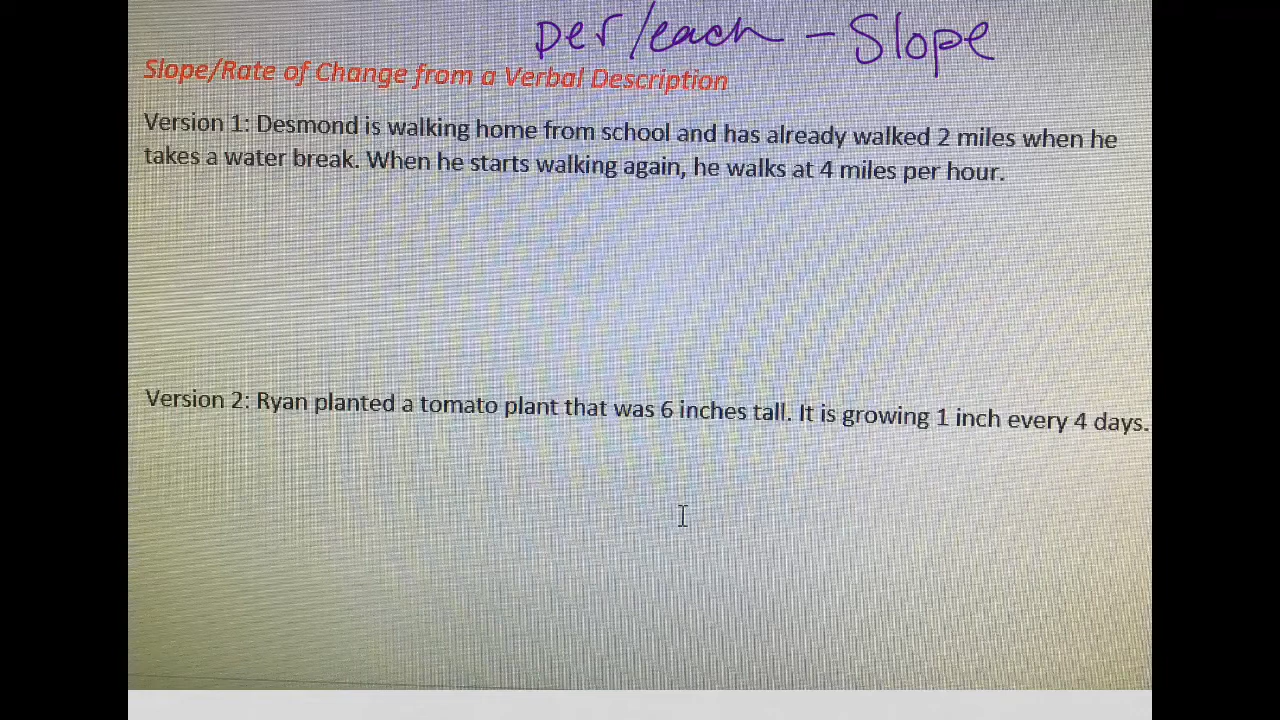 per/each - Slope
Slope/Rate of Change from a Verbal Description
Version 1: Desmond is walking home from school and has already walked 2 miles when he
takes a water break. When he starts walking again, he walks at 4 miles per hour.
Version 2: Ryan planted a tomato plant that was 6 inches tall. It is growing 1 inch every 4 days.